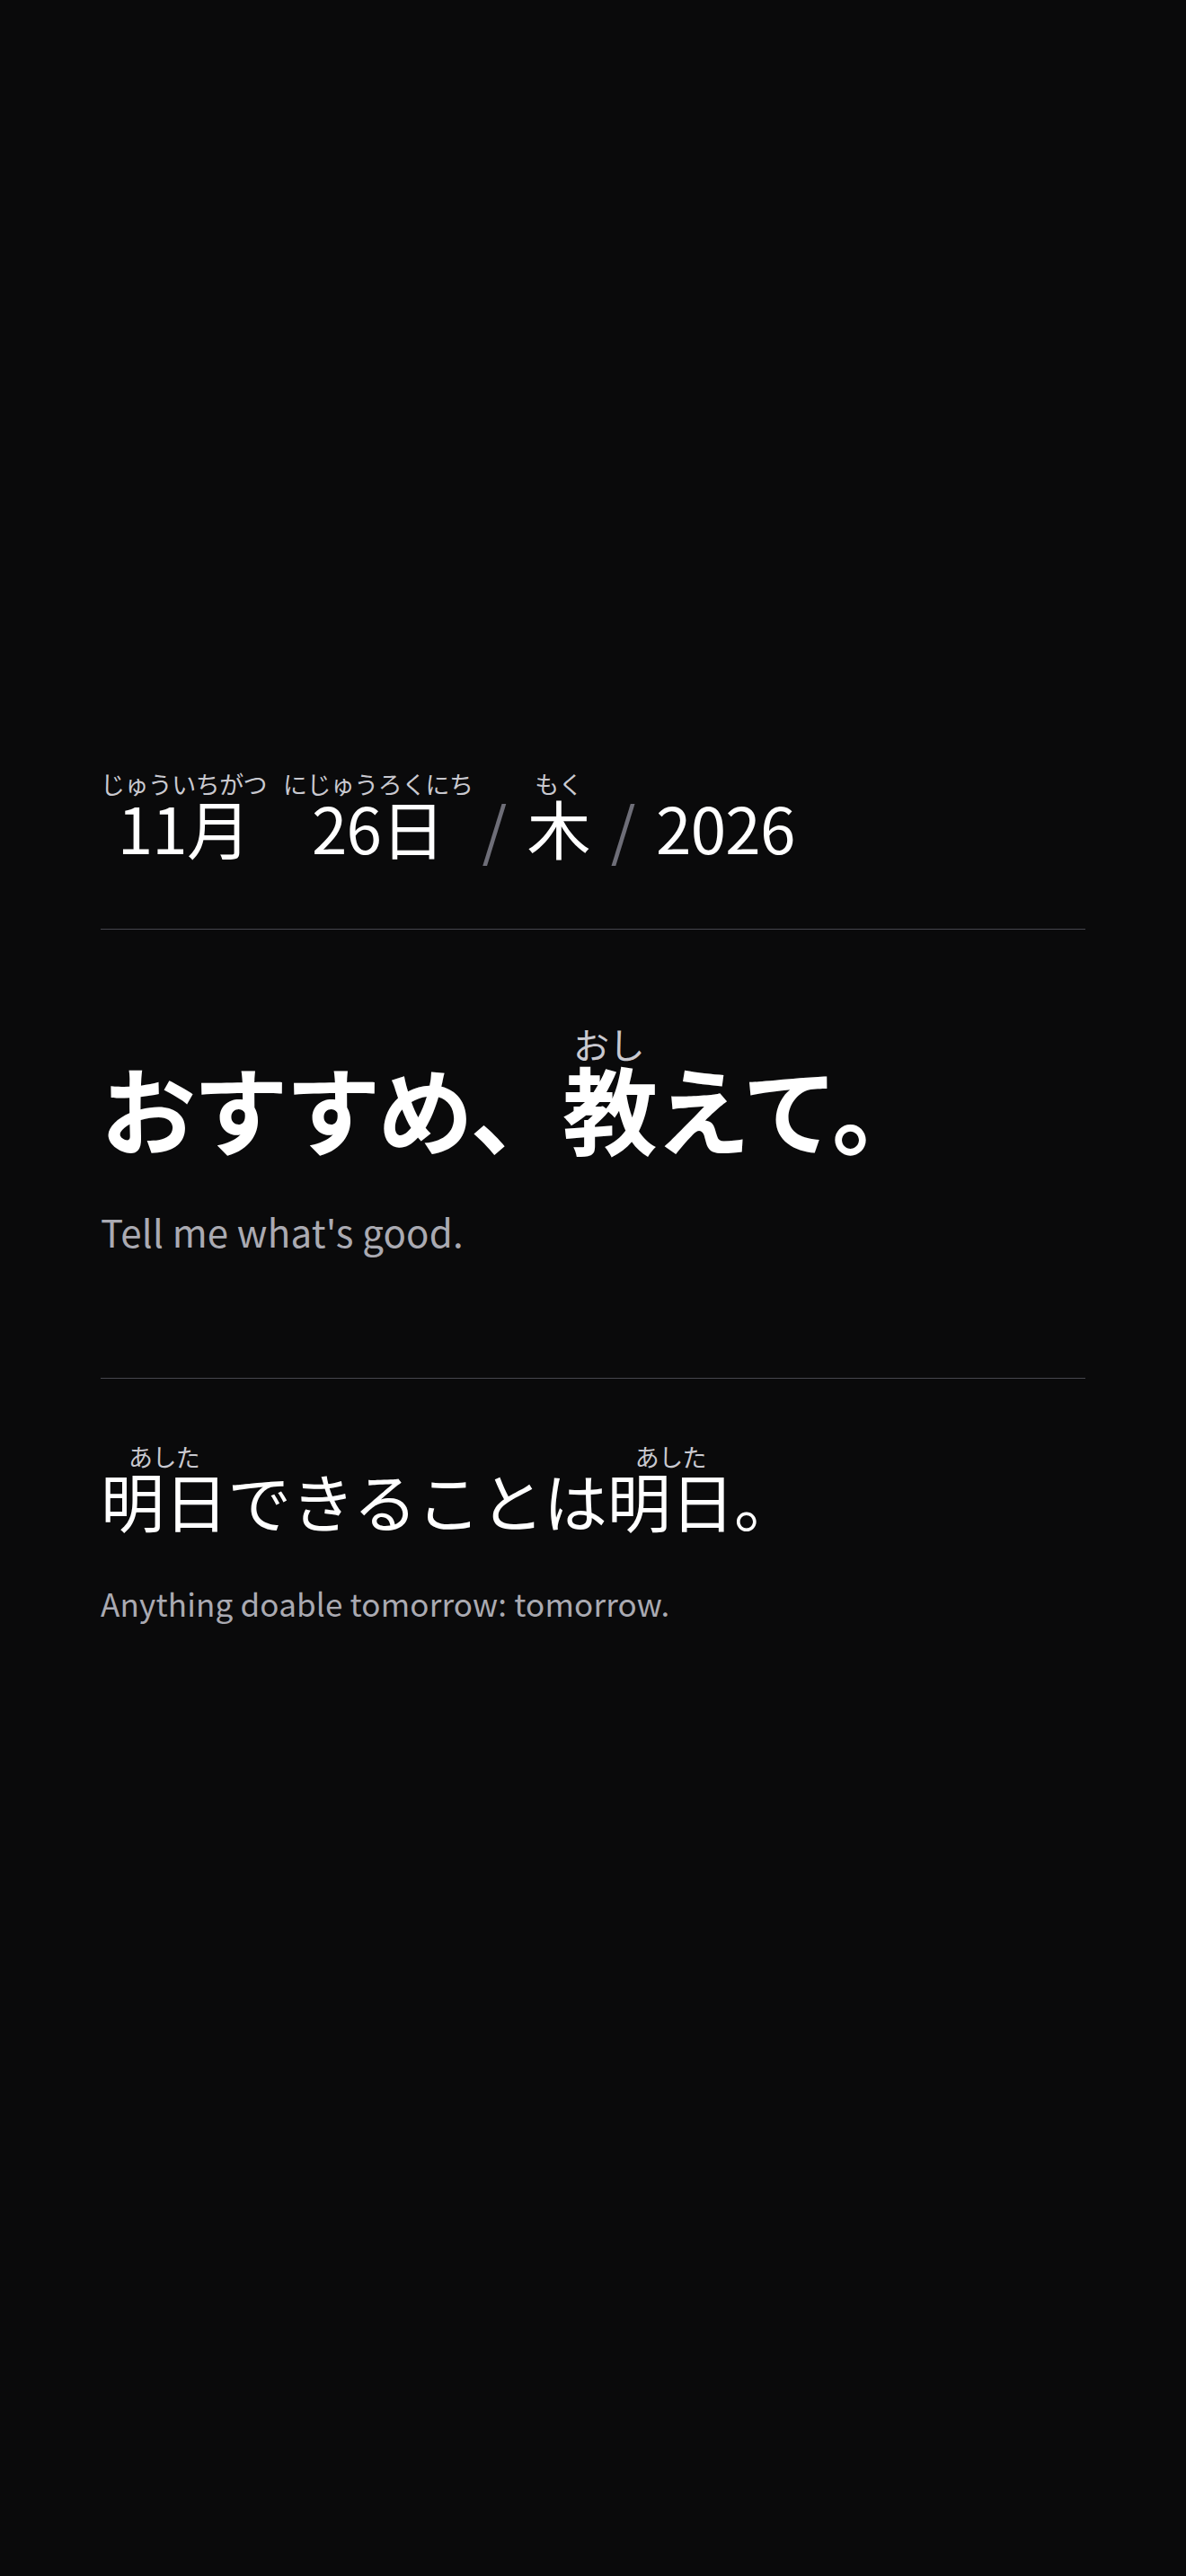 じゅういちがつ にじゅうろくにち もく
11月 26日 / 木 / 2026
おし
おすすめ、教えて。
Tell me what's good.
あした あした
明日できることは明日。
Anything doable tomorrow: tomorrow.